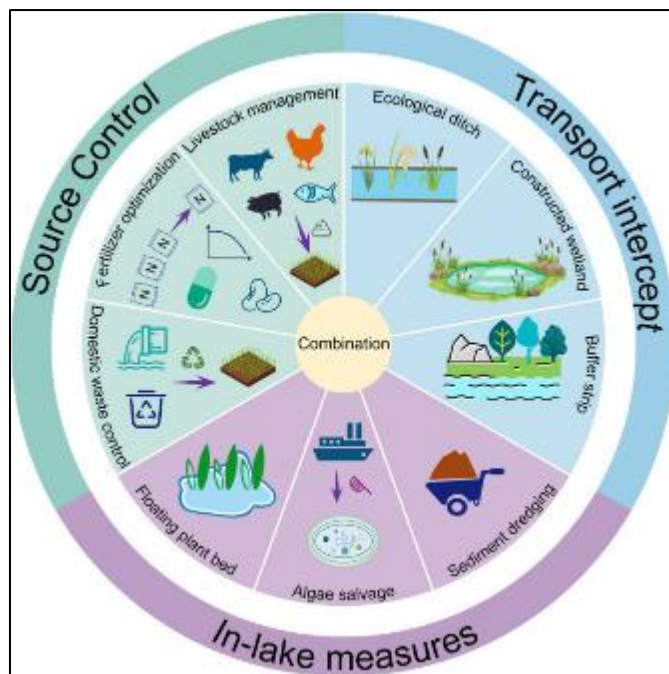 Source Control
Transport intercept
In-lake measures
Livestock management
Ecological ditch
Fertilizer optimization
Constructed wetland
Domestic waste control
Buffer strip
Floating plant bed
Algae salvage
Sediment dredging
Combination
N
N
N
N
N